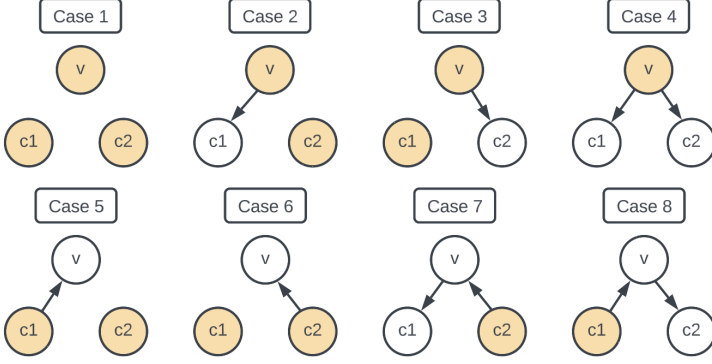 Case 1 Case 2 Case 3 Case 4
v v v v
c1 c2 c1 c2 c1 c2 c1 c2
Case 5 Case 6 Case 7 Case 8
v v v v
c1 c2 c1 c2 c1 c2 c1 c2